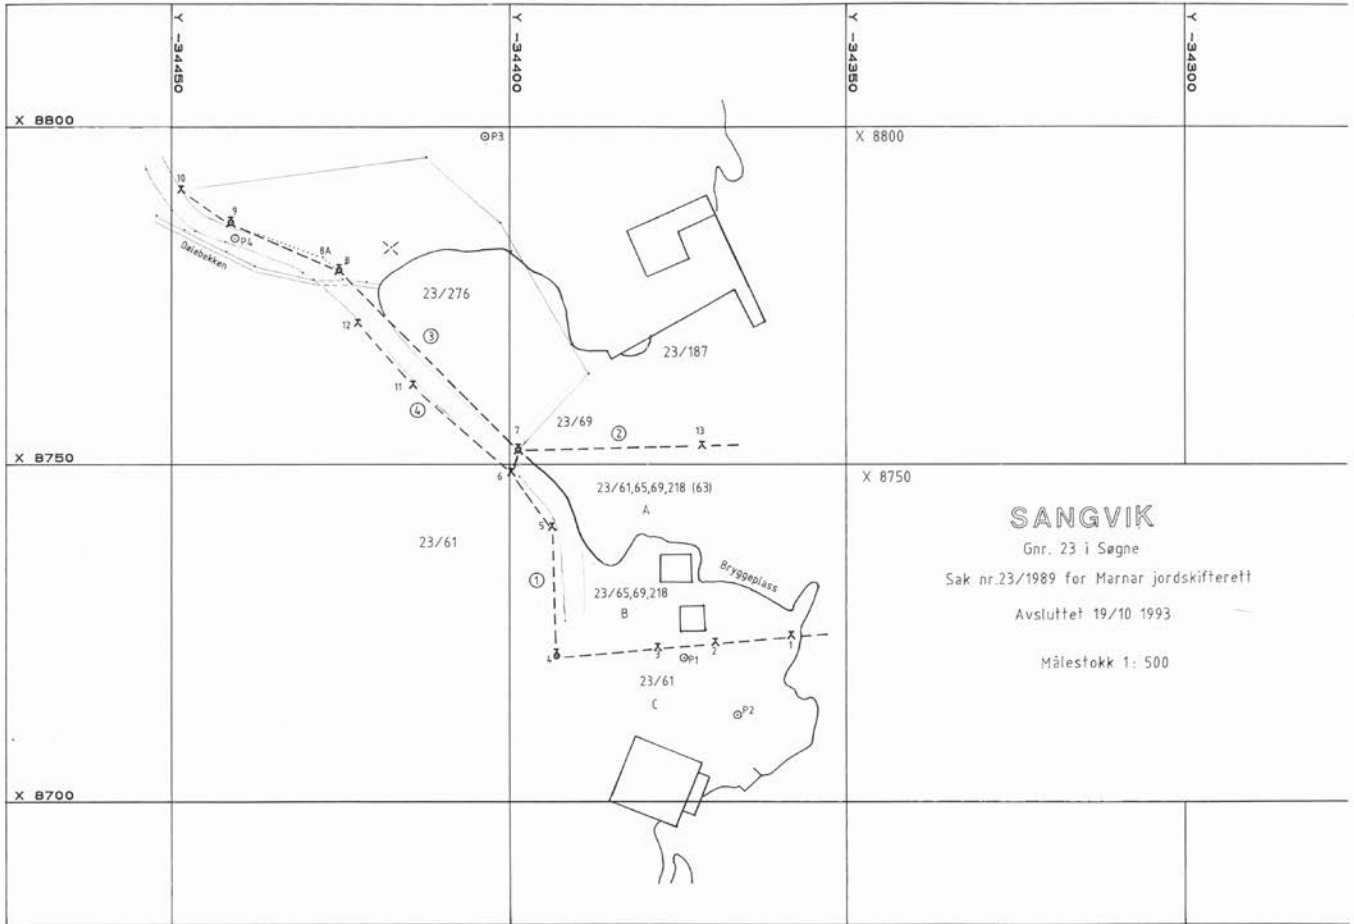 Y -34450
Y -34400
Y -34350
Y -34300
X 8800
X 8800
P3
10
9
P4
8A
8
Dølebekken
23/276
12
3
23/187
11
4
23/69
7
2
13
X 8750
6
X 8750
23/61,65,69,218 (63)
A
5
23/61
SANGVIK
Gnr. 23 i Søgne
Sak nr.23/1989 for Marnar jordskifterett
Avsluttet 19/10 1993
Målestokk 1: 500
1
Bryggeplass
23/65,69,218
B
4
3
P1
2
1
23/61
C
P2
X 8700